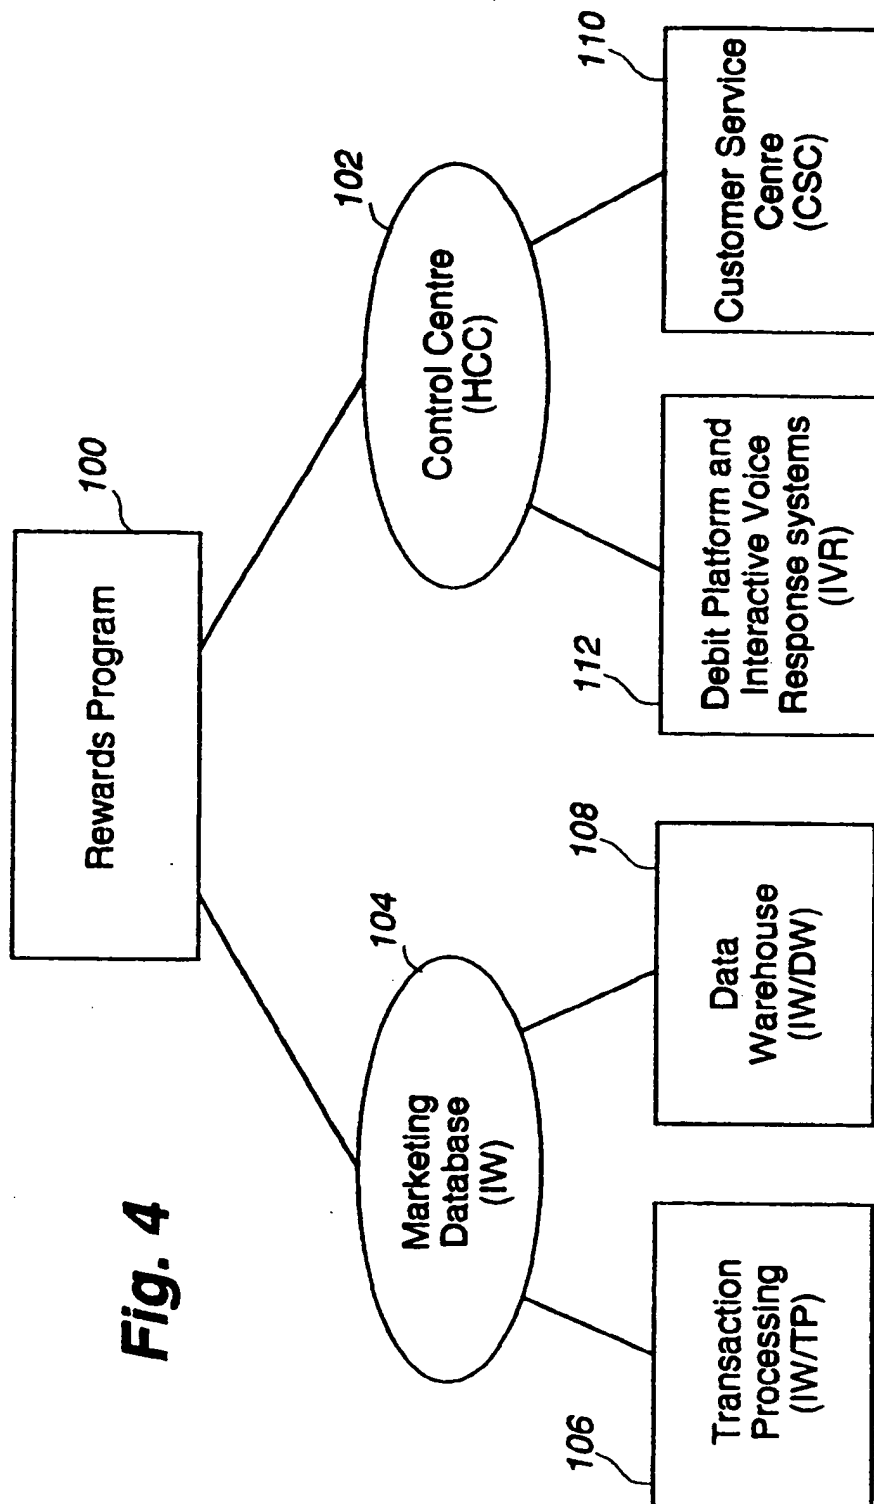 Fig. 4
100
Rewards Program
104
Marketing
Database
(IW)
102
Control Centre
(HCC)
106
Transaction
Processing
(IW/TP)
108
Data
Warehouse
(IW/DW)
112
Debit Platform and
Interactive Voice
Response systems
(IVR)
110
Customer Service
Cenre
(CSC)